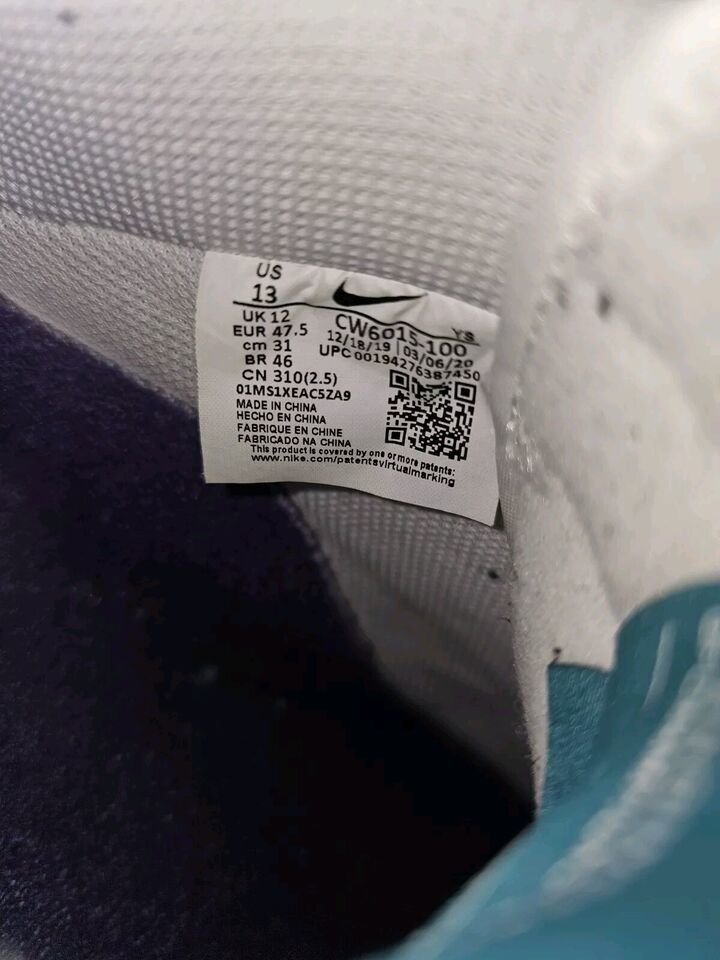 US
13
UK 12
EUR 47.5
cm 31
BR 46
CN 310(2.5)
01MS1XEAC5ZA9
MADE IN CHINA
HECHO EN CHINA
FABRIQUE EN CHINE
FABRICADO NA CHINA
YS
CW6015-100
12/18/19 | 03/06/20
UPC 00194276387450
This product is covered by one or more patents:
www.nike.com/patentsvirtualmarking